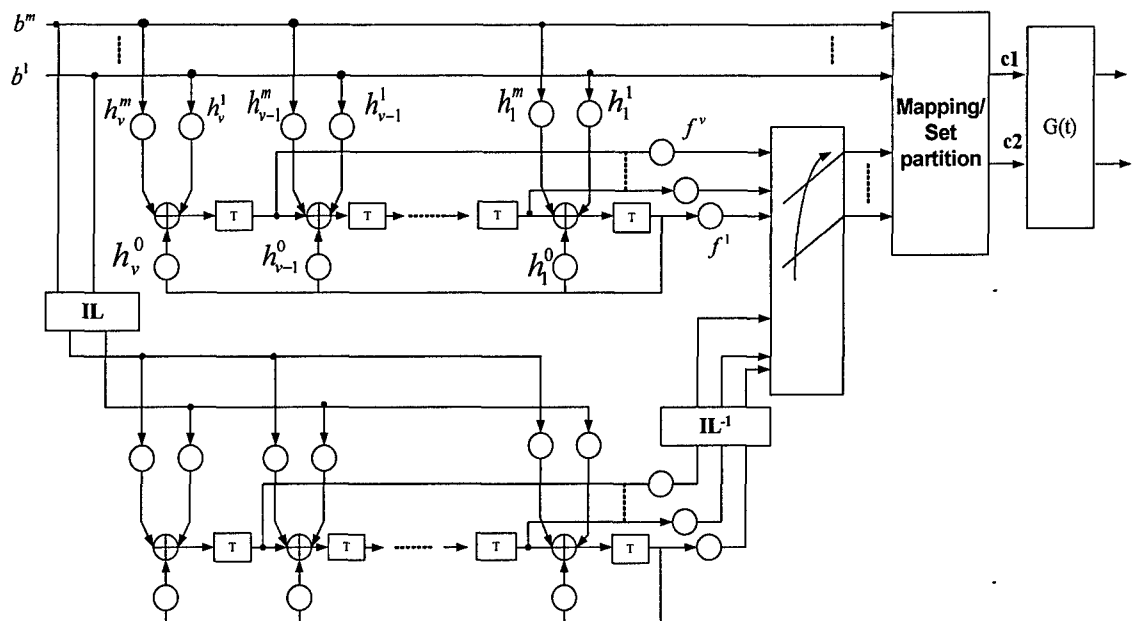 b^m
b^1
h_v^m h_v^1 h_{v-1}^m h_{v-1}^1 h_1^m h_1^1
f^v
c1
Mapping/
Set
partition
G(t)
c2
T T T T
f^1
h_v^0 h_{v-1}^0 h_1^0
IL
IL^{-1}
T T T T